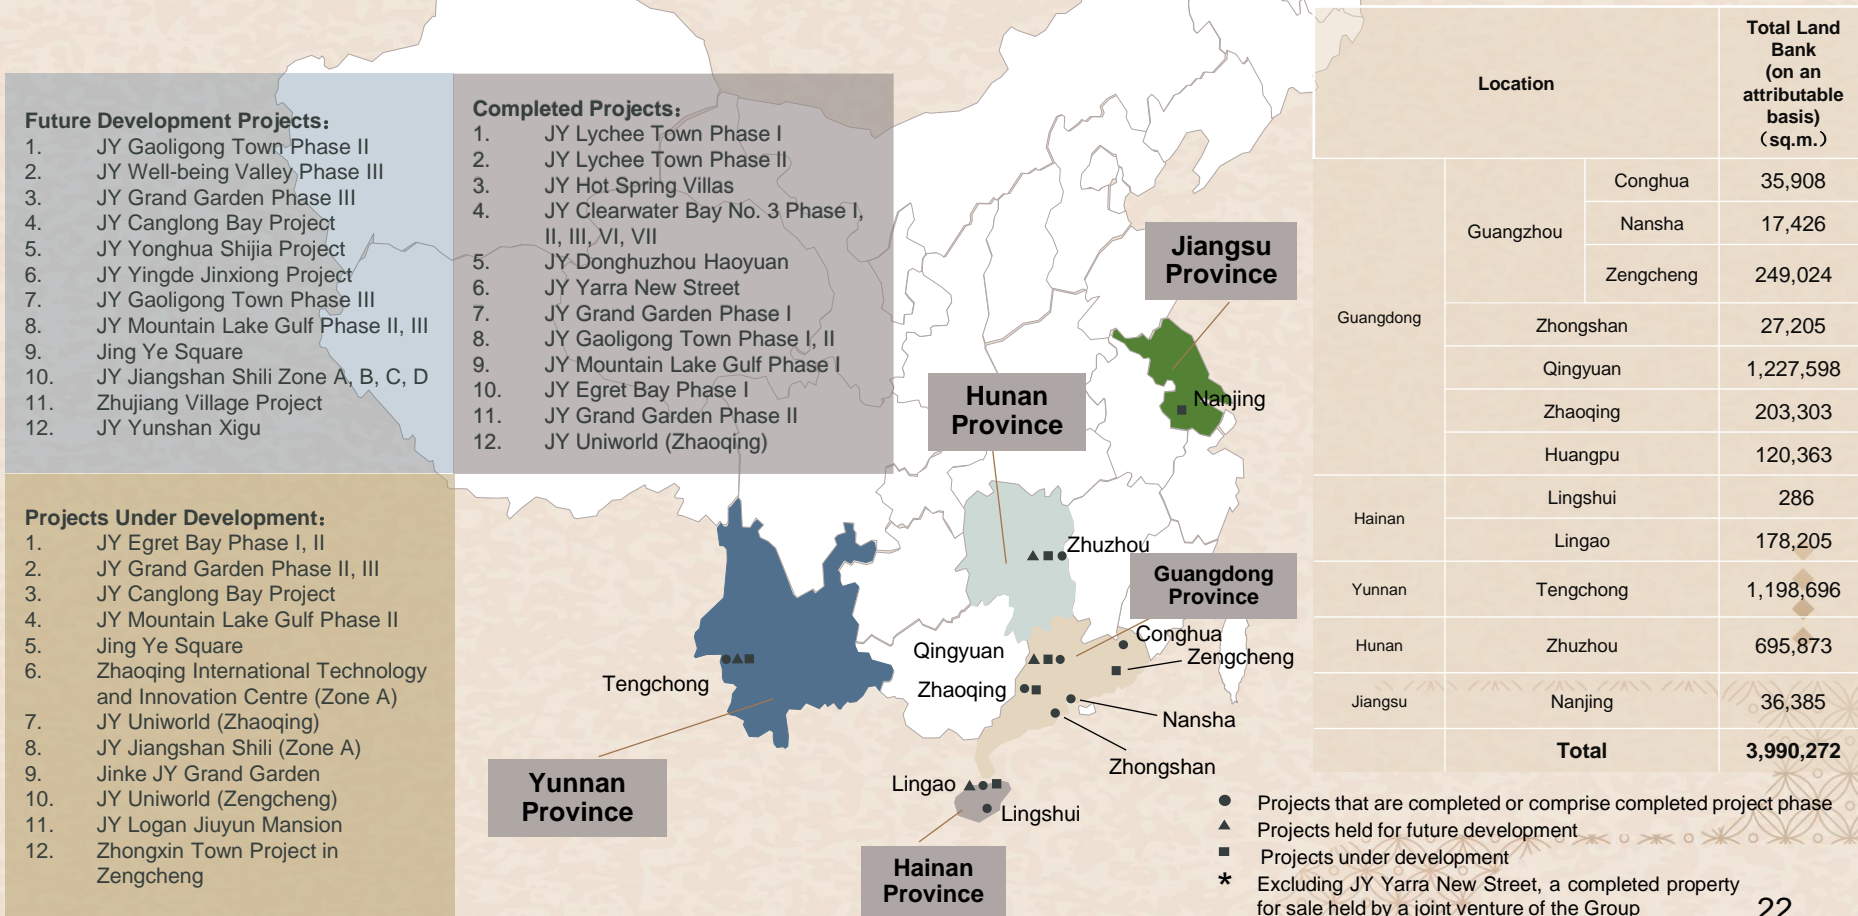 Future Development Projects：
1. JY Gaoligong Town Phase II
2. JY Well-being Valley Phase III
3. JY Grand Garden Phase III
4. JY Canglong Bay Project
5. JY Yonghua Shijia Project
6. JY Yingde Jinxiong Project
7. JY Gaoligong Town Phase III
8. JY Mountain Lake Gulf Phase II, III
9. Jing Ye Square
10. JY Jiangshan Shili Zone A, B, C, D
11. Zhujiang Village Project
12. JY Yunshan Xigu
Completed Projects：
1. JY Lychee Town Phase I
2. JY Lychee Town Phase II
3. JY Hot Spring Villas
4. JY Clearwater Bay No. 3 Phase I,
II, III, VI, VII
5. JY Donghuzhou Haoyuan
6. JY Yarra New Street
7. JY Grand Garden Phase I
8. JY Gaoligong Town Phase I, II
9. JY Mountain Lake Gulf Phase I
10. JY Egret Bay Phase I
11. JY Grand Garden Phase II
12. JY Uniworld (Zhaoqing)
Projects Under Development：
1. JY Egret Bay Phase I, II
2. JY Grand Garden Phase II, III
3. JY Canglong Bay Project
4. JY Mountain Lake Gulf Phase II
5. Jing Ye Square
6. Zhaoqing International Technology
and Innovation Centre (Zone A)
7. JY Uniworld (Zhaoqing)
8. JY Jiangshan Shili (Zone A)
9. Jinke JY Grand Garden
10. JY Uniworld (Zengcheng)
11. JY Logan Jiuyun Mansion
12. Zhongxin Town Project in
Zengcheng
Jiangsu
Province
Nanjing
Hunan
Province
Zhuzhou
Guangdong
Province
Conghua
Qingyuan
Zengcheng
Zhaoqing
Nansha
Zhongshan
Tengchong
Yunnan
Province
Lingao
Lingshui
Hainan
Province
Location
Total Land
Bank
(on an
attributable
basis)
（sq.m.）
Guangdong
Guangzhou
Conghua 35,908
Nansha 17,426
Zengcheng 249,024
Zhongshan 27,205
Qingyuan 1,227,598
Zhaoqing 203,303
Huangpu 120,363
Hainan
Lingshui 286
Lingao 178,205
Yunnan Tengchong 1,198,696
Hunan Zhuzhou 695,873
Jiangsu Nanjing 36,385
Total 3,990,272
● Projects that are completed or comprise completed project phase
▲ Projects held for future development
■ Projects under development
* Excluding JY Yarra New Street, a completed property
for sale held by a joint venture of the Group
22